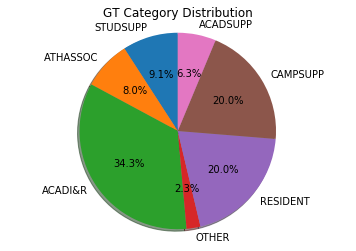 GT Category Distribution
STUDSUPP
ACADSUPP
ATHASSOC
CAMPSUPP
9.1%
6.3%
8.0%
20.0%
34.3%
20.0%
2.3%
ACADI&R
RESIDENT
OTHER